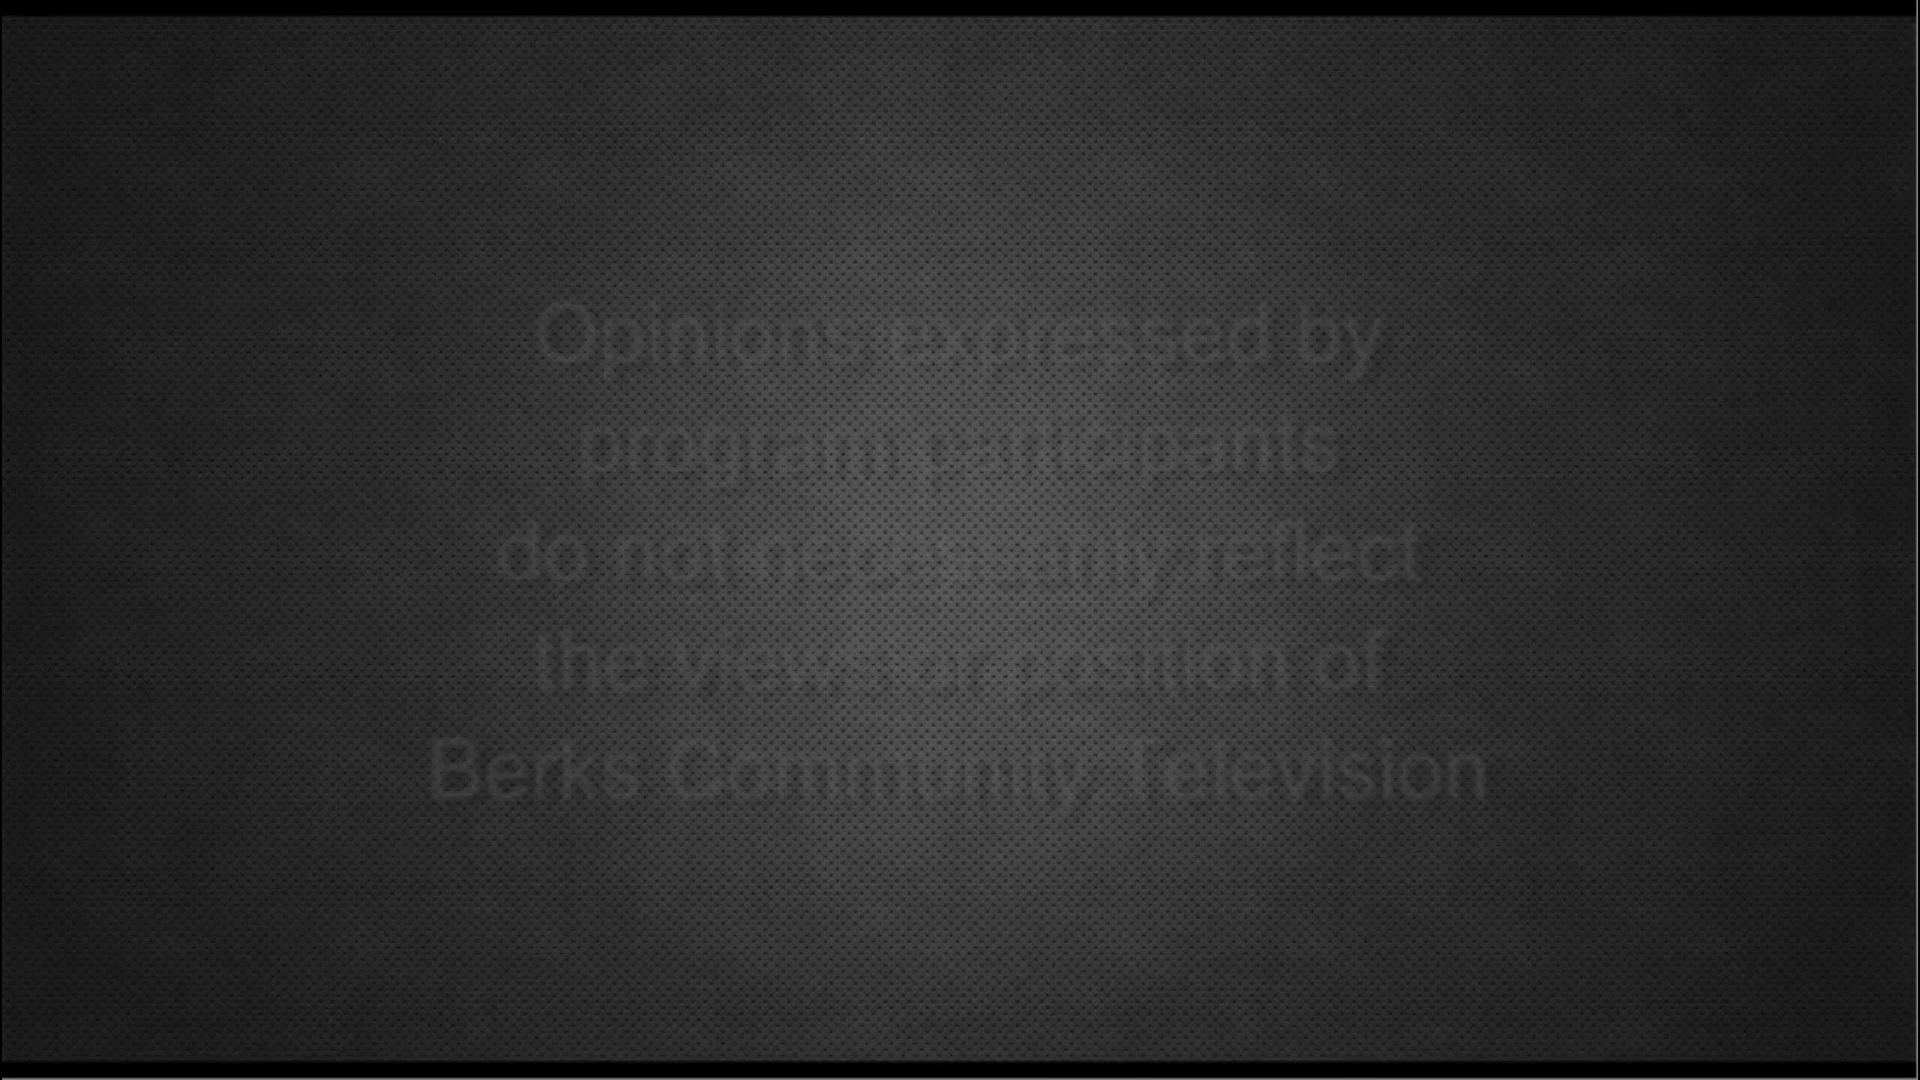 Opinions expressed by
program participants
do not necessarily reflect
the views or position of
Berks Community Television